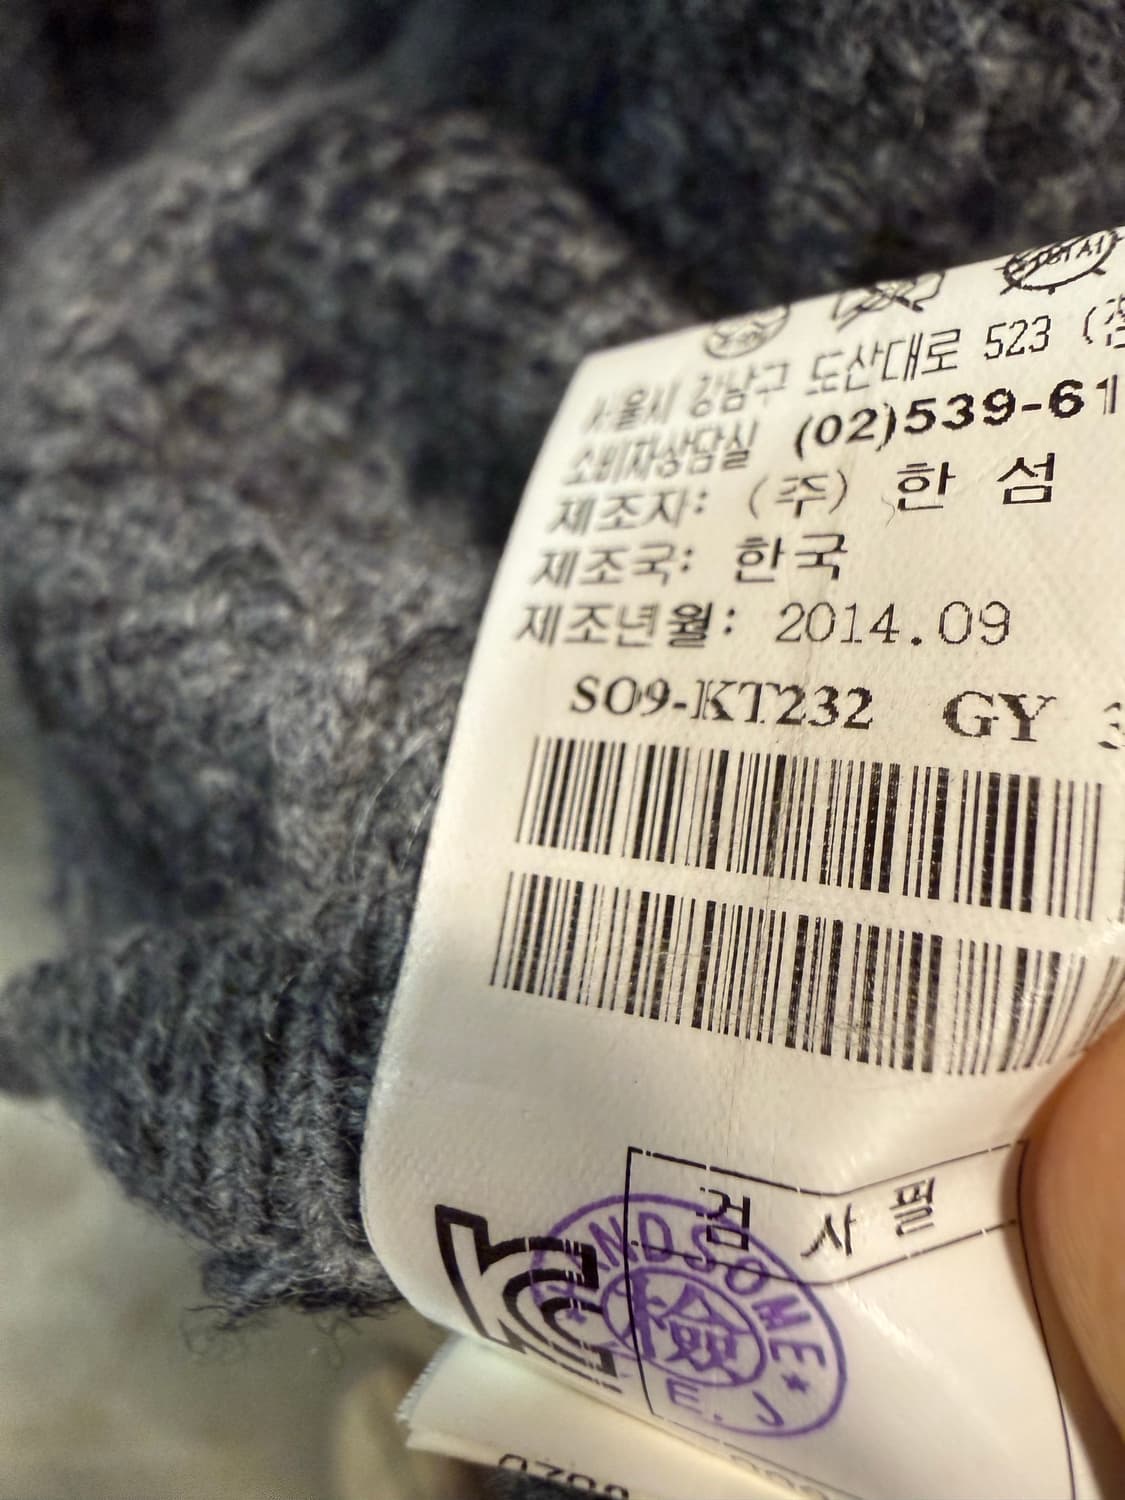 서울시 강남구 도산대로 523 (
소비자상담실 (02)539-61
제조자: (주) 한 섬
제조국: 한국
제조년월: 2014.09
SO9-KT232 GY
검 사 필
HANDSOME
檢
E.J